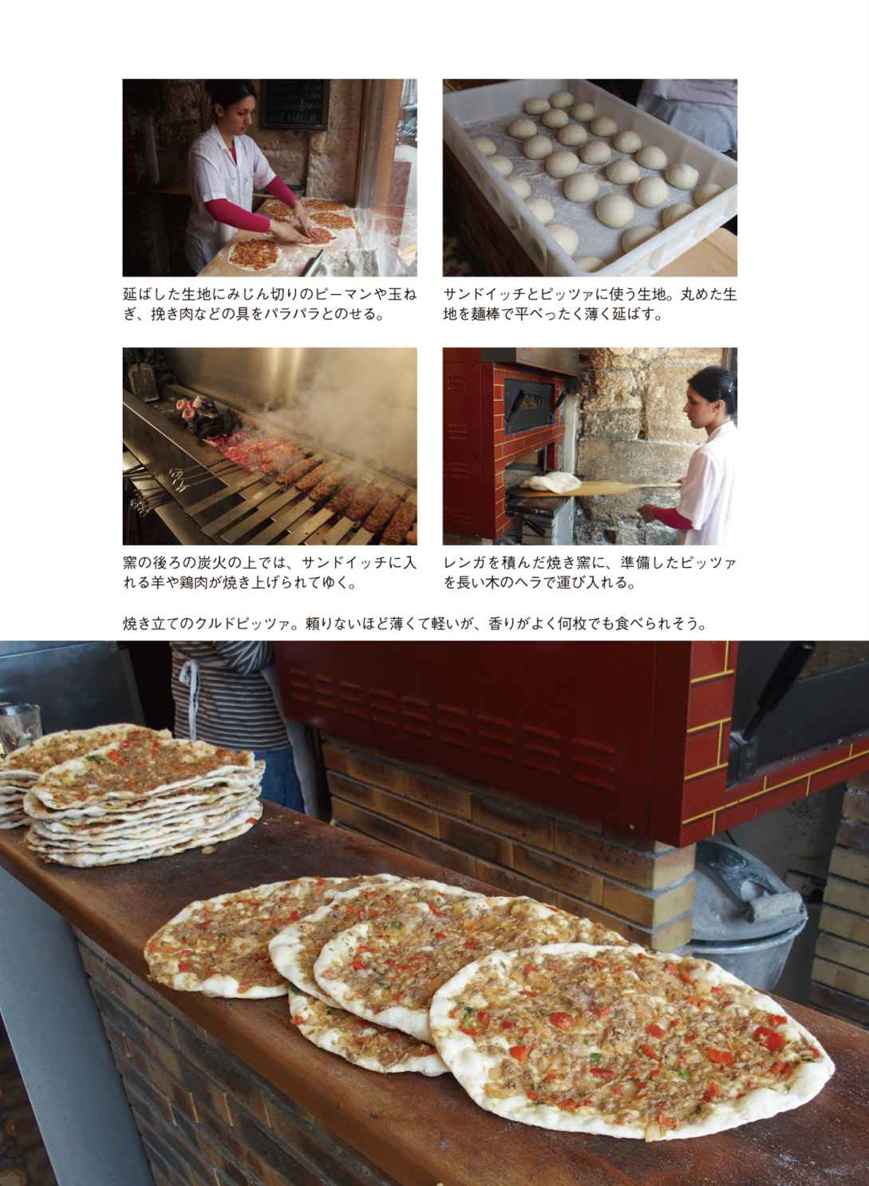 延ばした生地にみじん切りのピーマンや玉ね
ぎ、挽き肉などの具をパラパラとのせる。
サンドイッチとピッツァに使う生地。丸めた生
地を麺棒で平べったく薄く延ばす。
窯の後ろの炭火の上では、サンドイッチに入
れる羊や鶏肉が焼き上げられてゆく。
レンガを積んだ焼き窯に、準備したピッツァ
を長い木のヘラで運び入れる。
焼き立てのクルドピッツァ。頼りないほど薄くて軽いが、香りがよく何枚でも食べられそう。